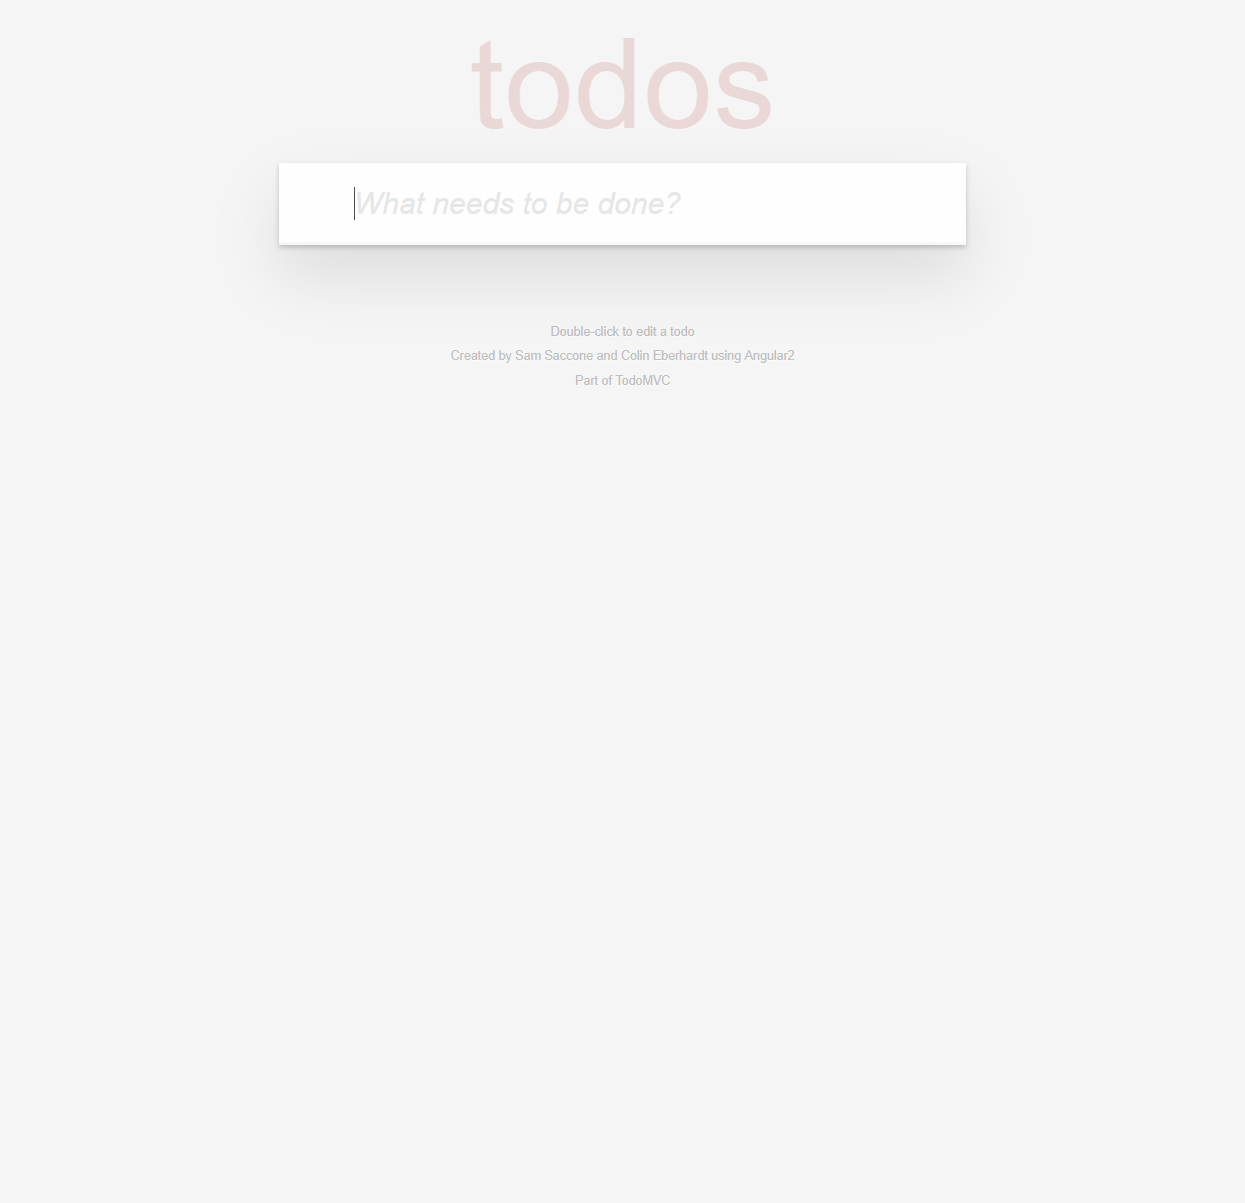 todos
What needs to be done?
Double-click to edit a todo
Created by Sam Saccone and Colin Eberhardt using Angular2
Part of TodoMVC